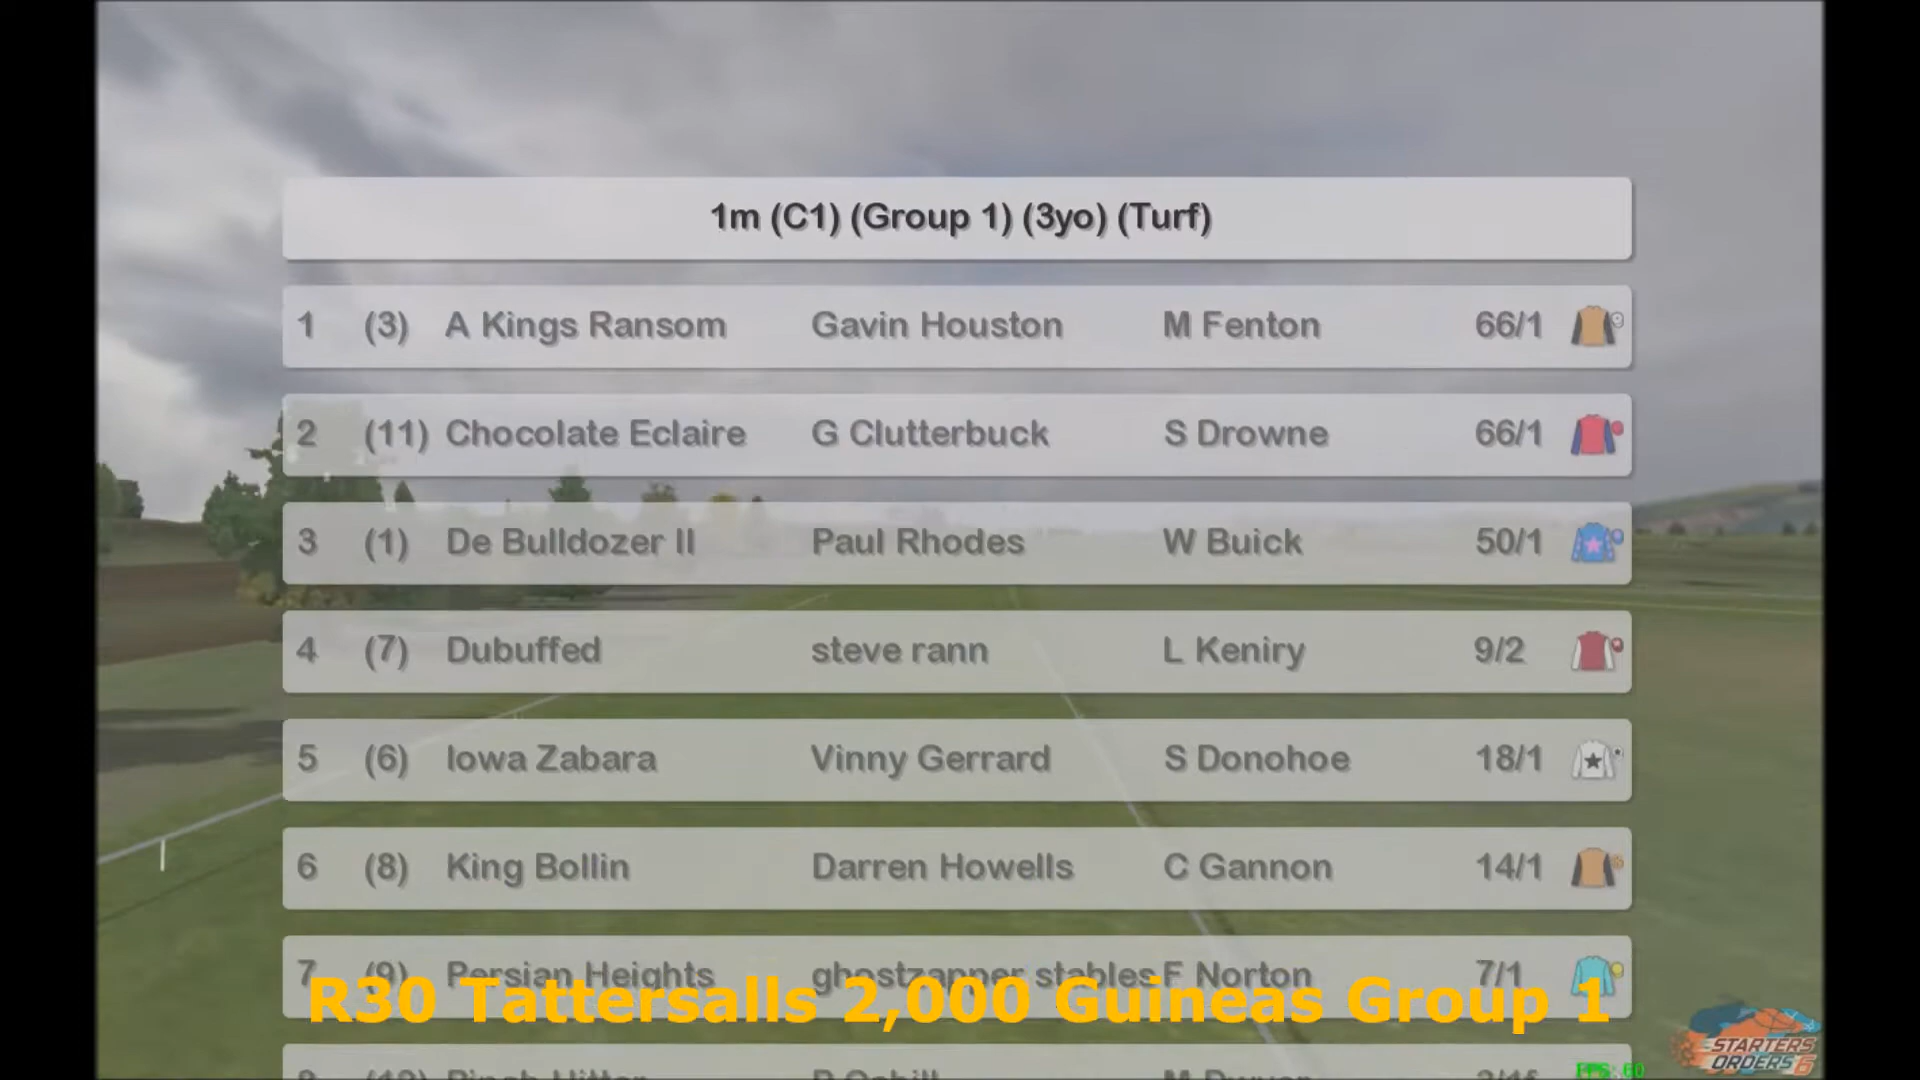 1m (C1) (Group 1) (3yo) (Turf)
1 (3) A Kings Ransom Gavin Houston M Fenton 66/1
2 (11) Chocolate Eclaire G Clutterbuck S Drowne 66/1
3 (1) De Bulldozer II Paul Rhodes W Buick 50/1
4 (7) Dubuffed steve rann L Keniry 9/2
5 (6) Iowa Zabara Vinny Gerrard S Donohoe 18/1
6 (8) King Bollin Darren Howells C Gannon 14/1
7 (9) Persian Heights ghostzapper stables F Norton 7/1
R30 Tattersalls 2,000 Guineas Group 1
STARTERS
ORDERS 6
FPS: 60